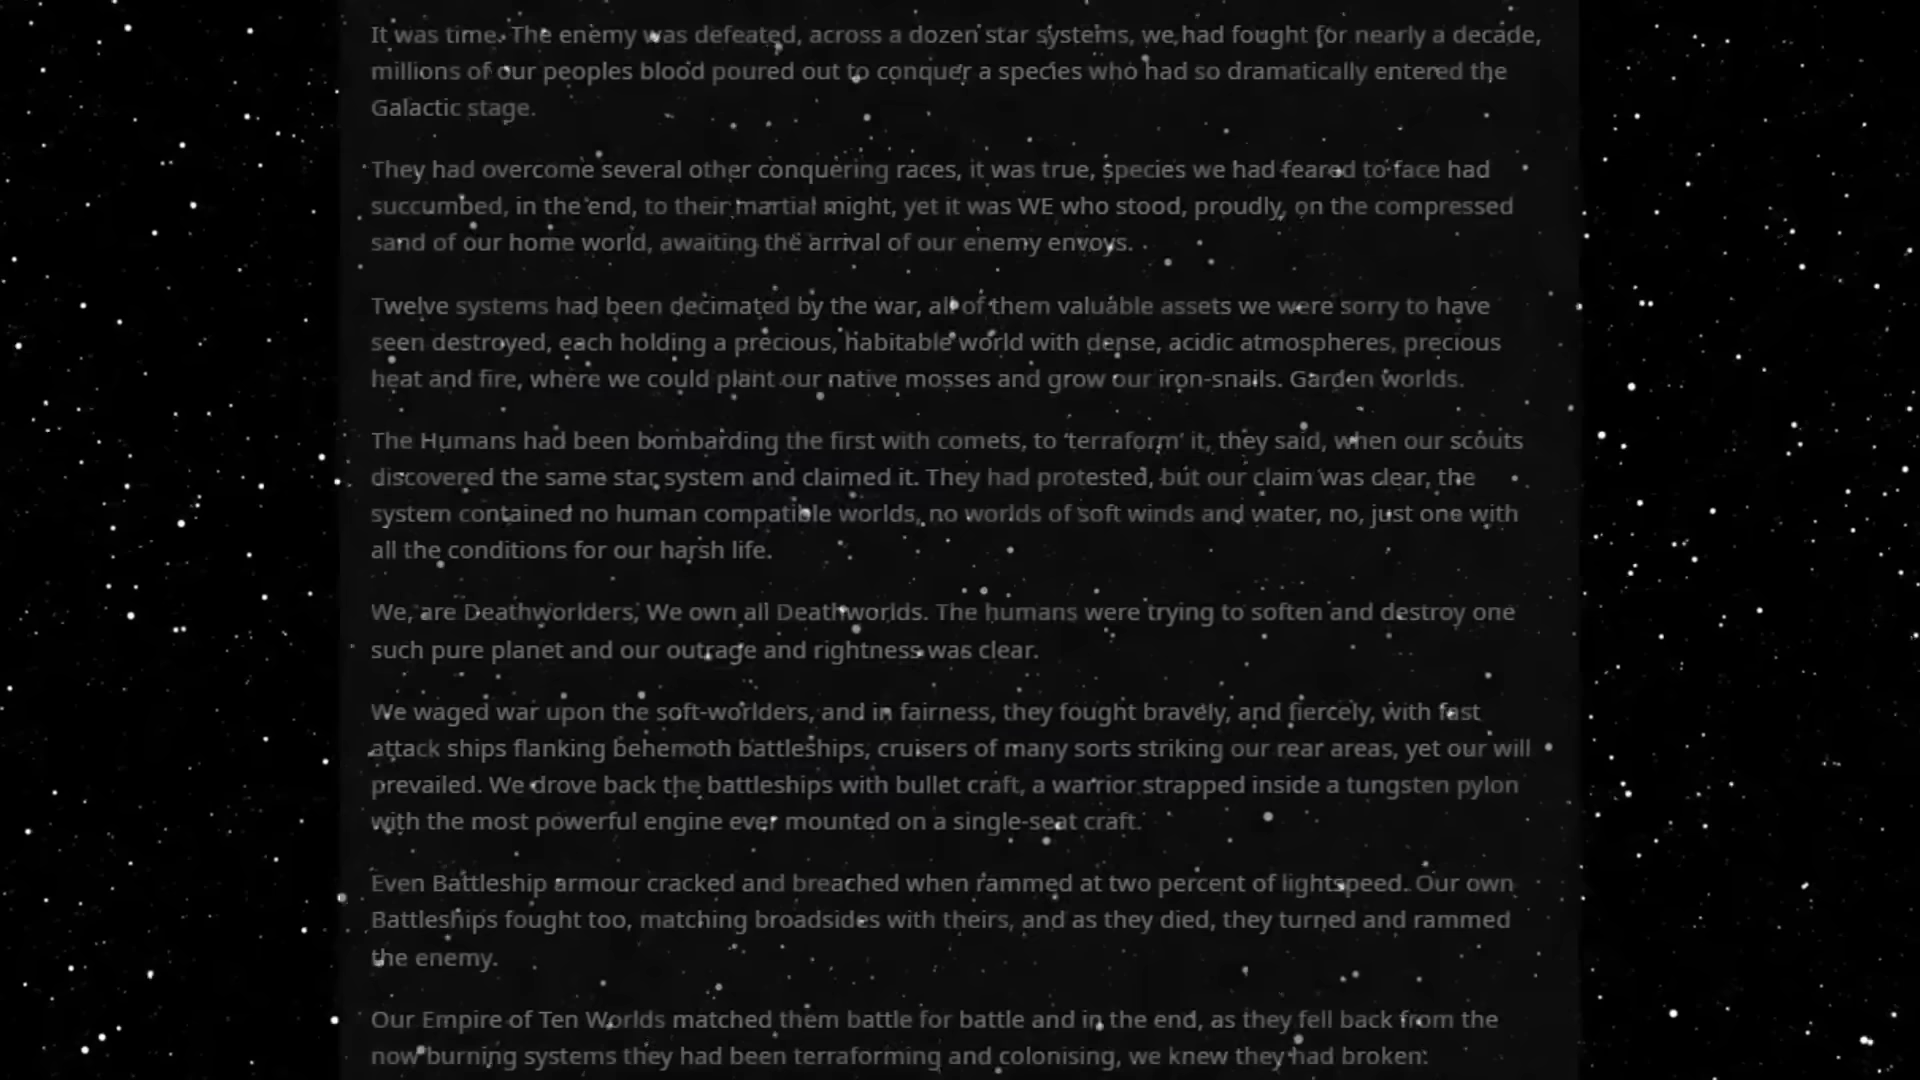 It was time. The enemy was defeated, across a dozen star systems, we had fought for nearly a decade,
millions of our peoples blood poured out to conquer a species who had so dramatically entered the
Galactic stage.
They had overcome several other conquering races, it was true, species we had feared to face had
succumbed, in the end, to their martial might, yet it was WE who stood, proudly, on the compressed
sand of our home world, awaiting the arrival of our enemy envoys.
Twelve systems had been decimated by the war, all of them valuable assets we were sorry to have
seen destroyed, each holding a precious, habitable world with dense, acidic atmospheres, precious
heat and fire, where we could plant our native mosses and grow our iron-snails. Garden worlds.
The Humans had been bombarding the first with comets, to ‘terraform’ it, they said, when our scouts
discovered the same star system and claimed it. They had protested, but our claim was clear, the
system contained no human compatible worlds, no worlds of soft winds and water, no, just one with
all the conditions for our harsh life.
We, are Deathworlders, We own all Deathworlds. The humans were trying to soften and destroy one
such pure planet and our outrage and rightness was clear.
We waged war upon the soft-worlders, and in fairness, they fought bravely, and fiercely, with fast
attack ships flanking behemoth battleships, cruisers of many sorts striking our rear areas, yet our will
prevailed. We drove back the battleships with bullet craft, a warrior strapped inside a tungsten pylon
with the most powerful engine ever mounted on a single-seat craft.
Even Battleship armour cracked and breached when rammed at two percent of lightspeed. Our own
Battleships fought too, matching broadsides with theirs, and as they died, they turned and rammed
the enemy.
Our Empire of Ten Worlds matched them battle for battle and in the end, as they fell back from the
now burning systems they had been terraforming and colonising, we knew they had broken.